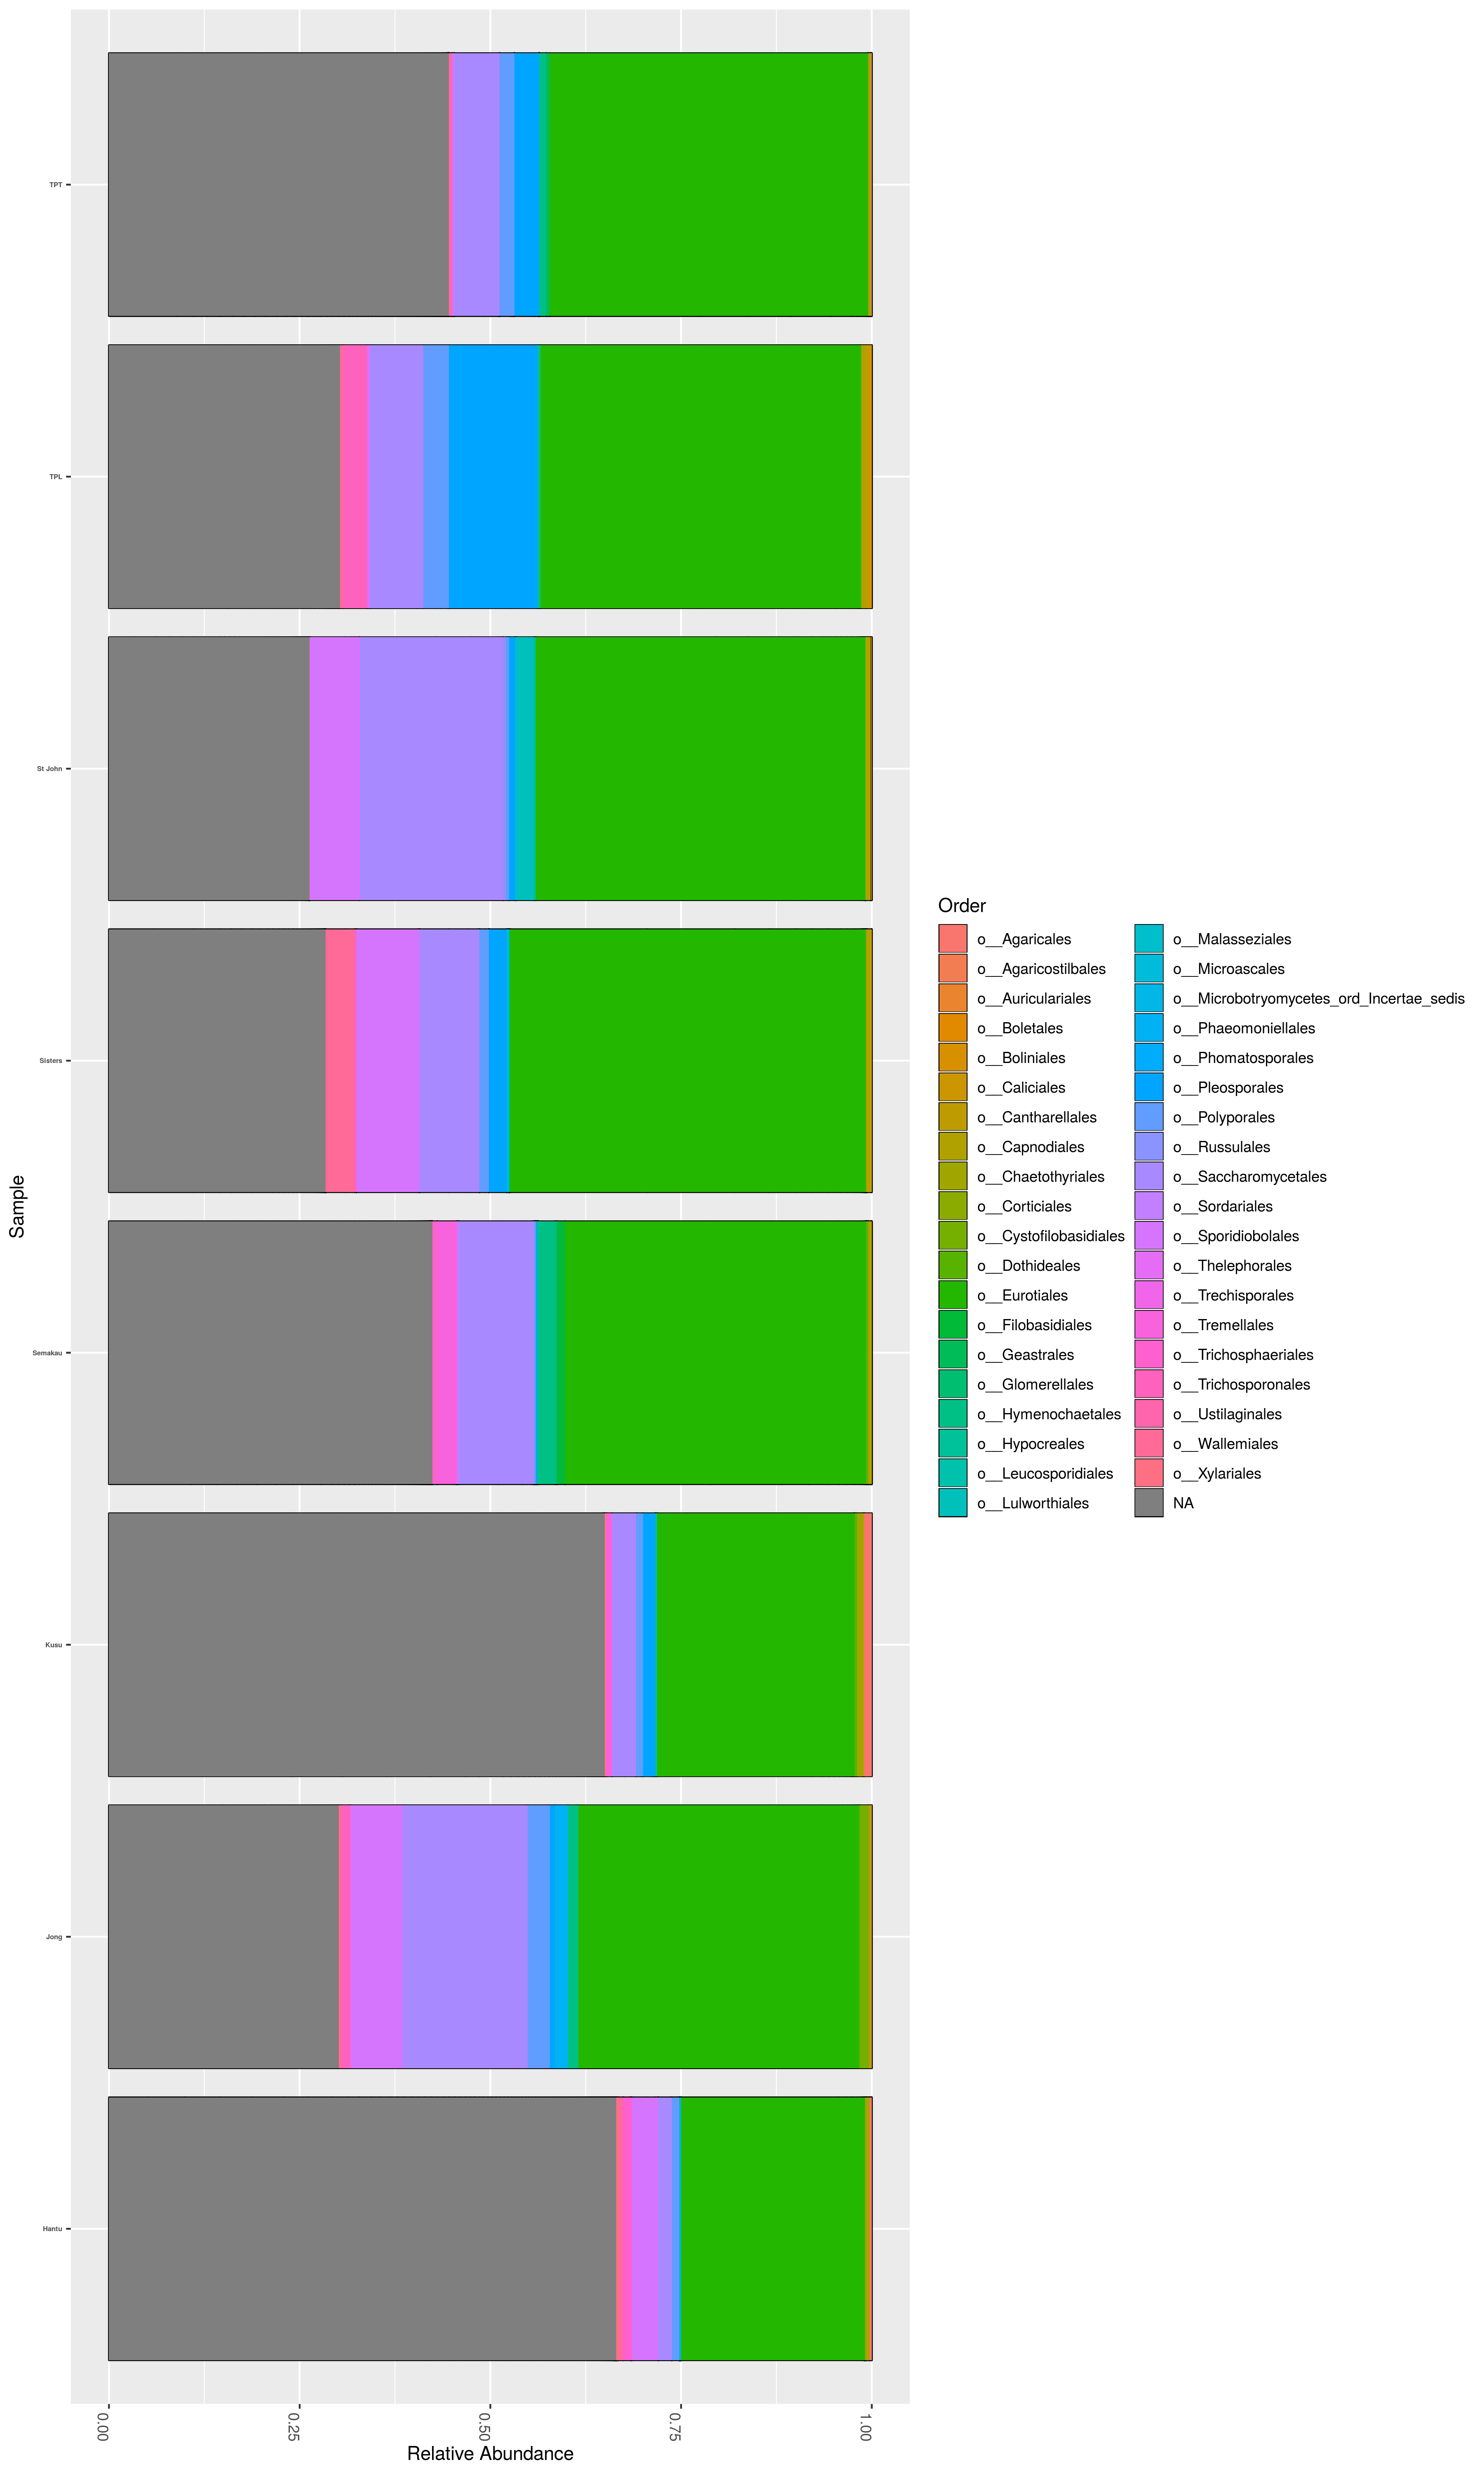 TPT
TPL
St John
Sisters
Semakau
Kusu
Jong
Hantu
Sample
0.00
0.25
0.50
0.75
1.00
Relative Abundance
Order
o__Agaricales
o__Agaricostilbales
o__Auriculariales
o__Boletales
o__Boliniales
o__Caliciales
o__Cantharellales
o__Capnodiales
o__Chaetothyriales
o__Corticiales
o__Cystofilobasidiales
o__Dothideales
o__Eurotiales
o__Filobasidiales
o__Geastrales
o__Glomerellales
o__Hymenochaetales
o__Hypocreales
o__Leucosporidiales
o__Lulworthiales
o__Malasseziales
o__Microascales
o__Microbotryomycetes_ord_Incertae_sedis
o__Phaeomoniellales
o__Phomatosporales
o__Pleosporales
o__Polyporales
o__Russulales
o__Saccharomycetales
o__Sordariales
o__Sporidiobolales
o__Thelephorales
o__Trechisporales
o__Tremellales
o__Trichosphaeriales
o__Trichosporonales
o__Ustilaginales
o__Wallemiales
o__Xylariales
NA